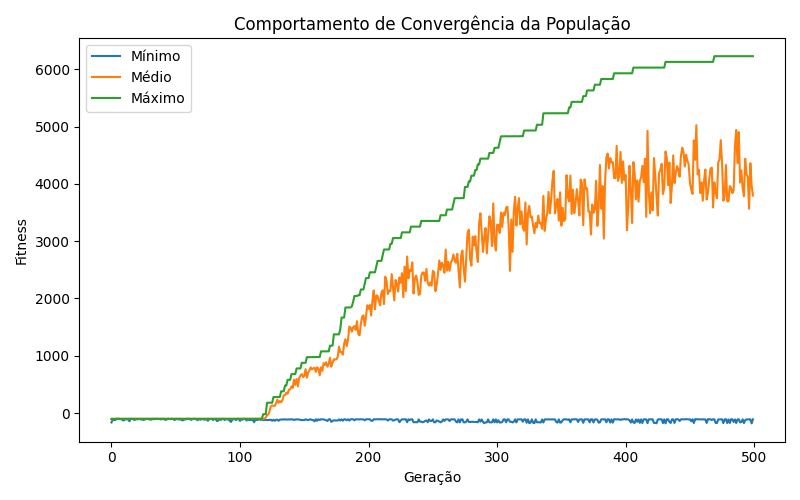 Comportamento de Convergência da População
Mínimo
Médio
Máximo
Fitness
6000
5000
4000
3000
2000
1000
0
0 100 200 300 400 500
Geração